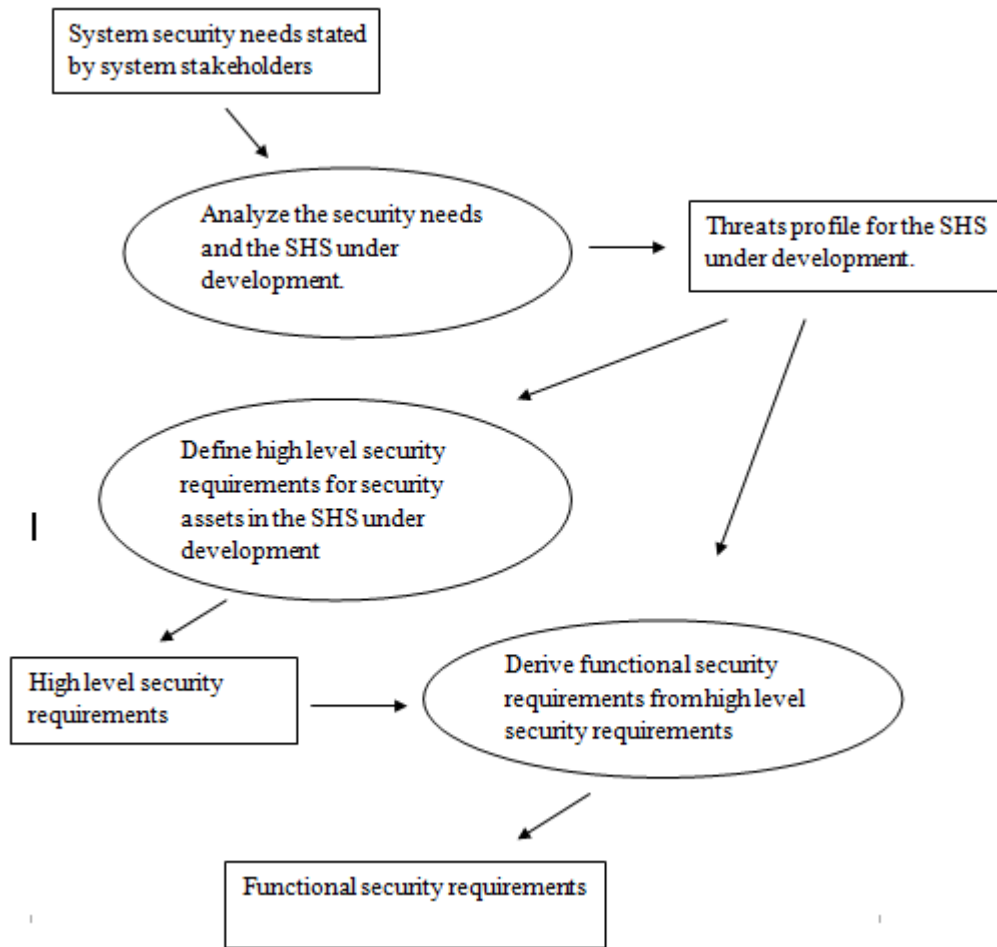 System security needs stated
by system stakeholders
Analyze the security needs
and the SHS under
development.
Threats profile for the SHS
under development.
Define high level security
requirements for security
assets in the SHS under
development
High level security
requirements
Derive functional security
requirements from high level
security requirements
Functional security requirements